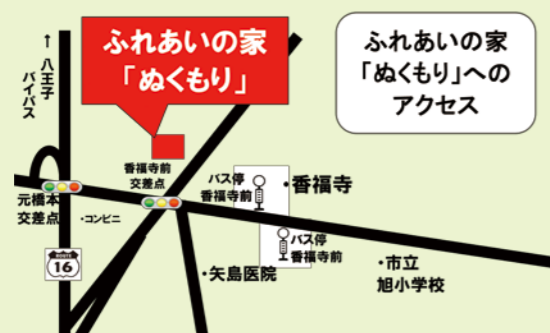 ふれあいの家
「ぬくもり」
ふれあいの家
「ぬくもり」への
アクセス
↑
八王子
バイパス
香福寺前
交差点
バス停
香福寺前
・香福寺
元橋本
交差点
・コンビニ
バス停
香福寺前
ROUTE
16
・矢島医院
・市立
旭小学校